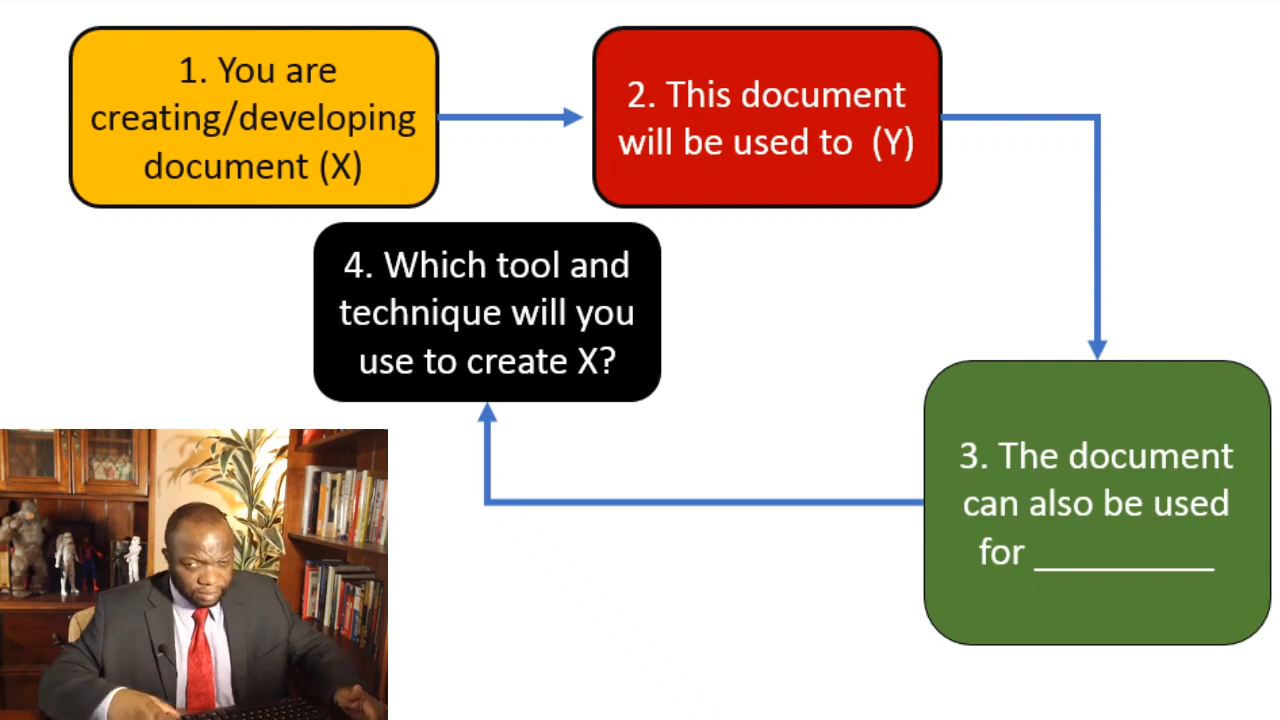 1. You are
creating/developing
document (X)
2. This document
will be used to (Y)
3. The document
can also be used
for __________
4. Which tool and
technique will you
use to create X?